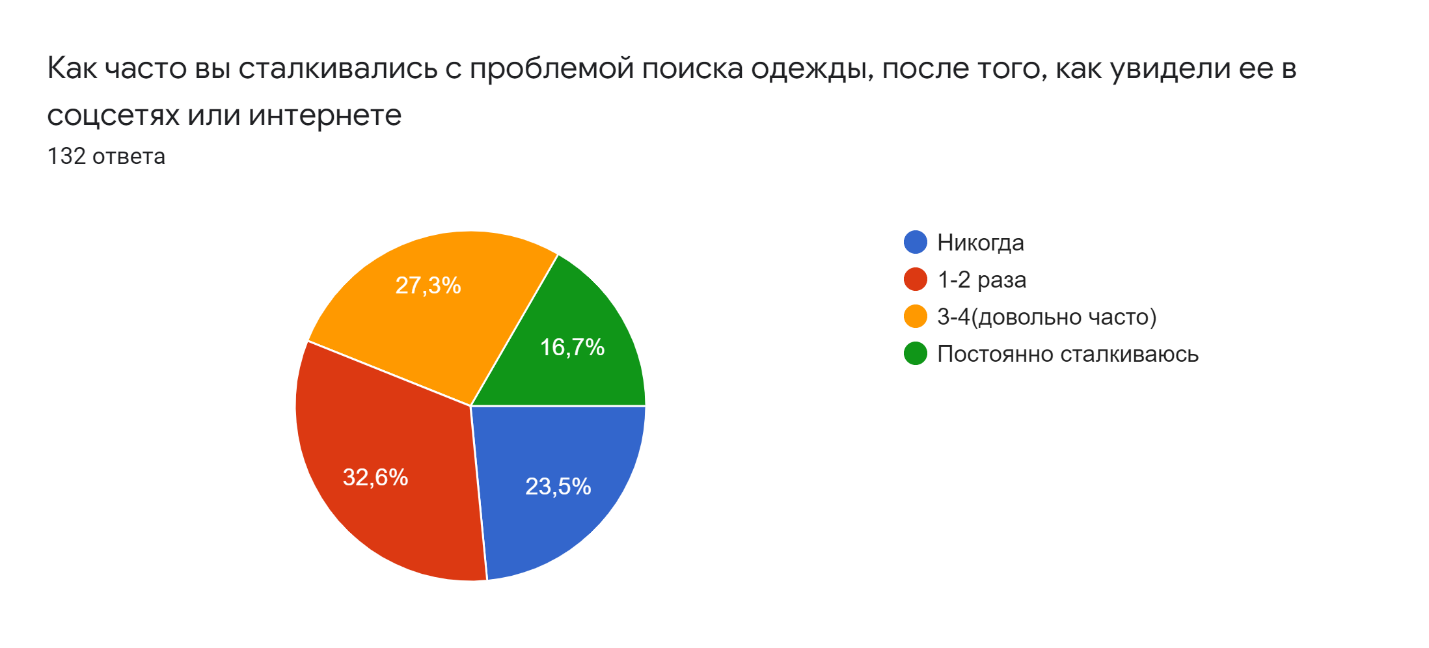 Как часто вы сталкивались с проблемой поиска одежды, после того, как увидели ее в
соцсетях или интернете
132 ответа
27,3%
16,7%
32,6%
23,5%
Никогда
1-2 раза
3-4(довольно часто)
Постоянно сталкиваюсь